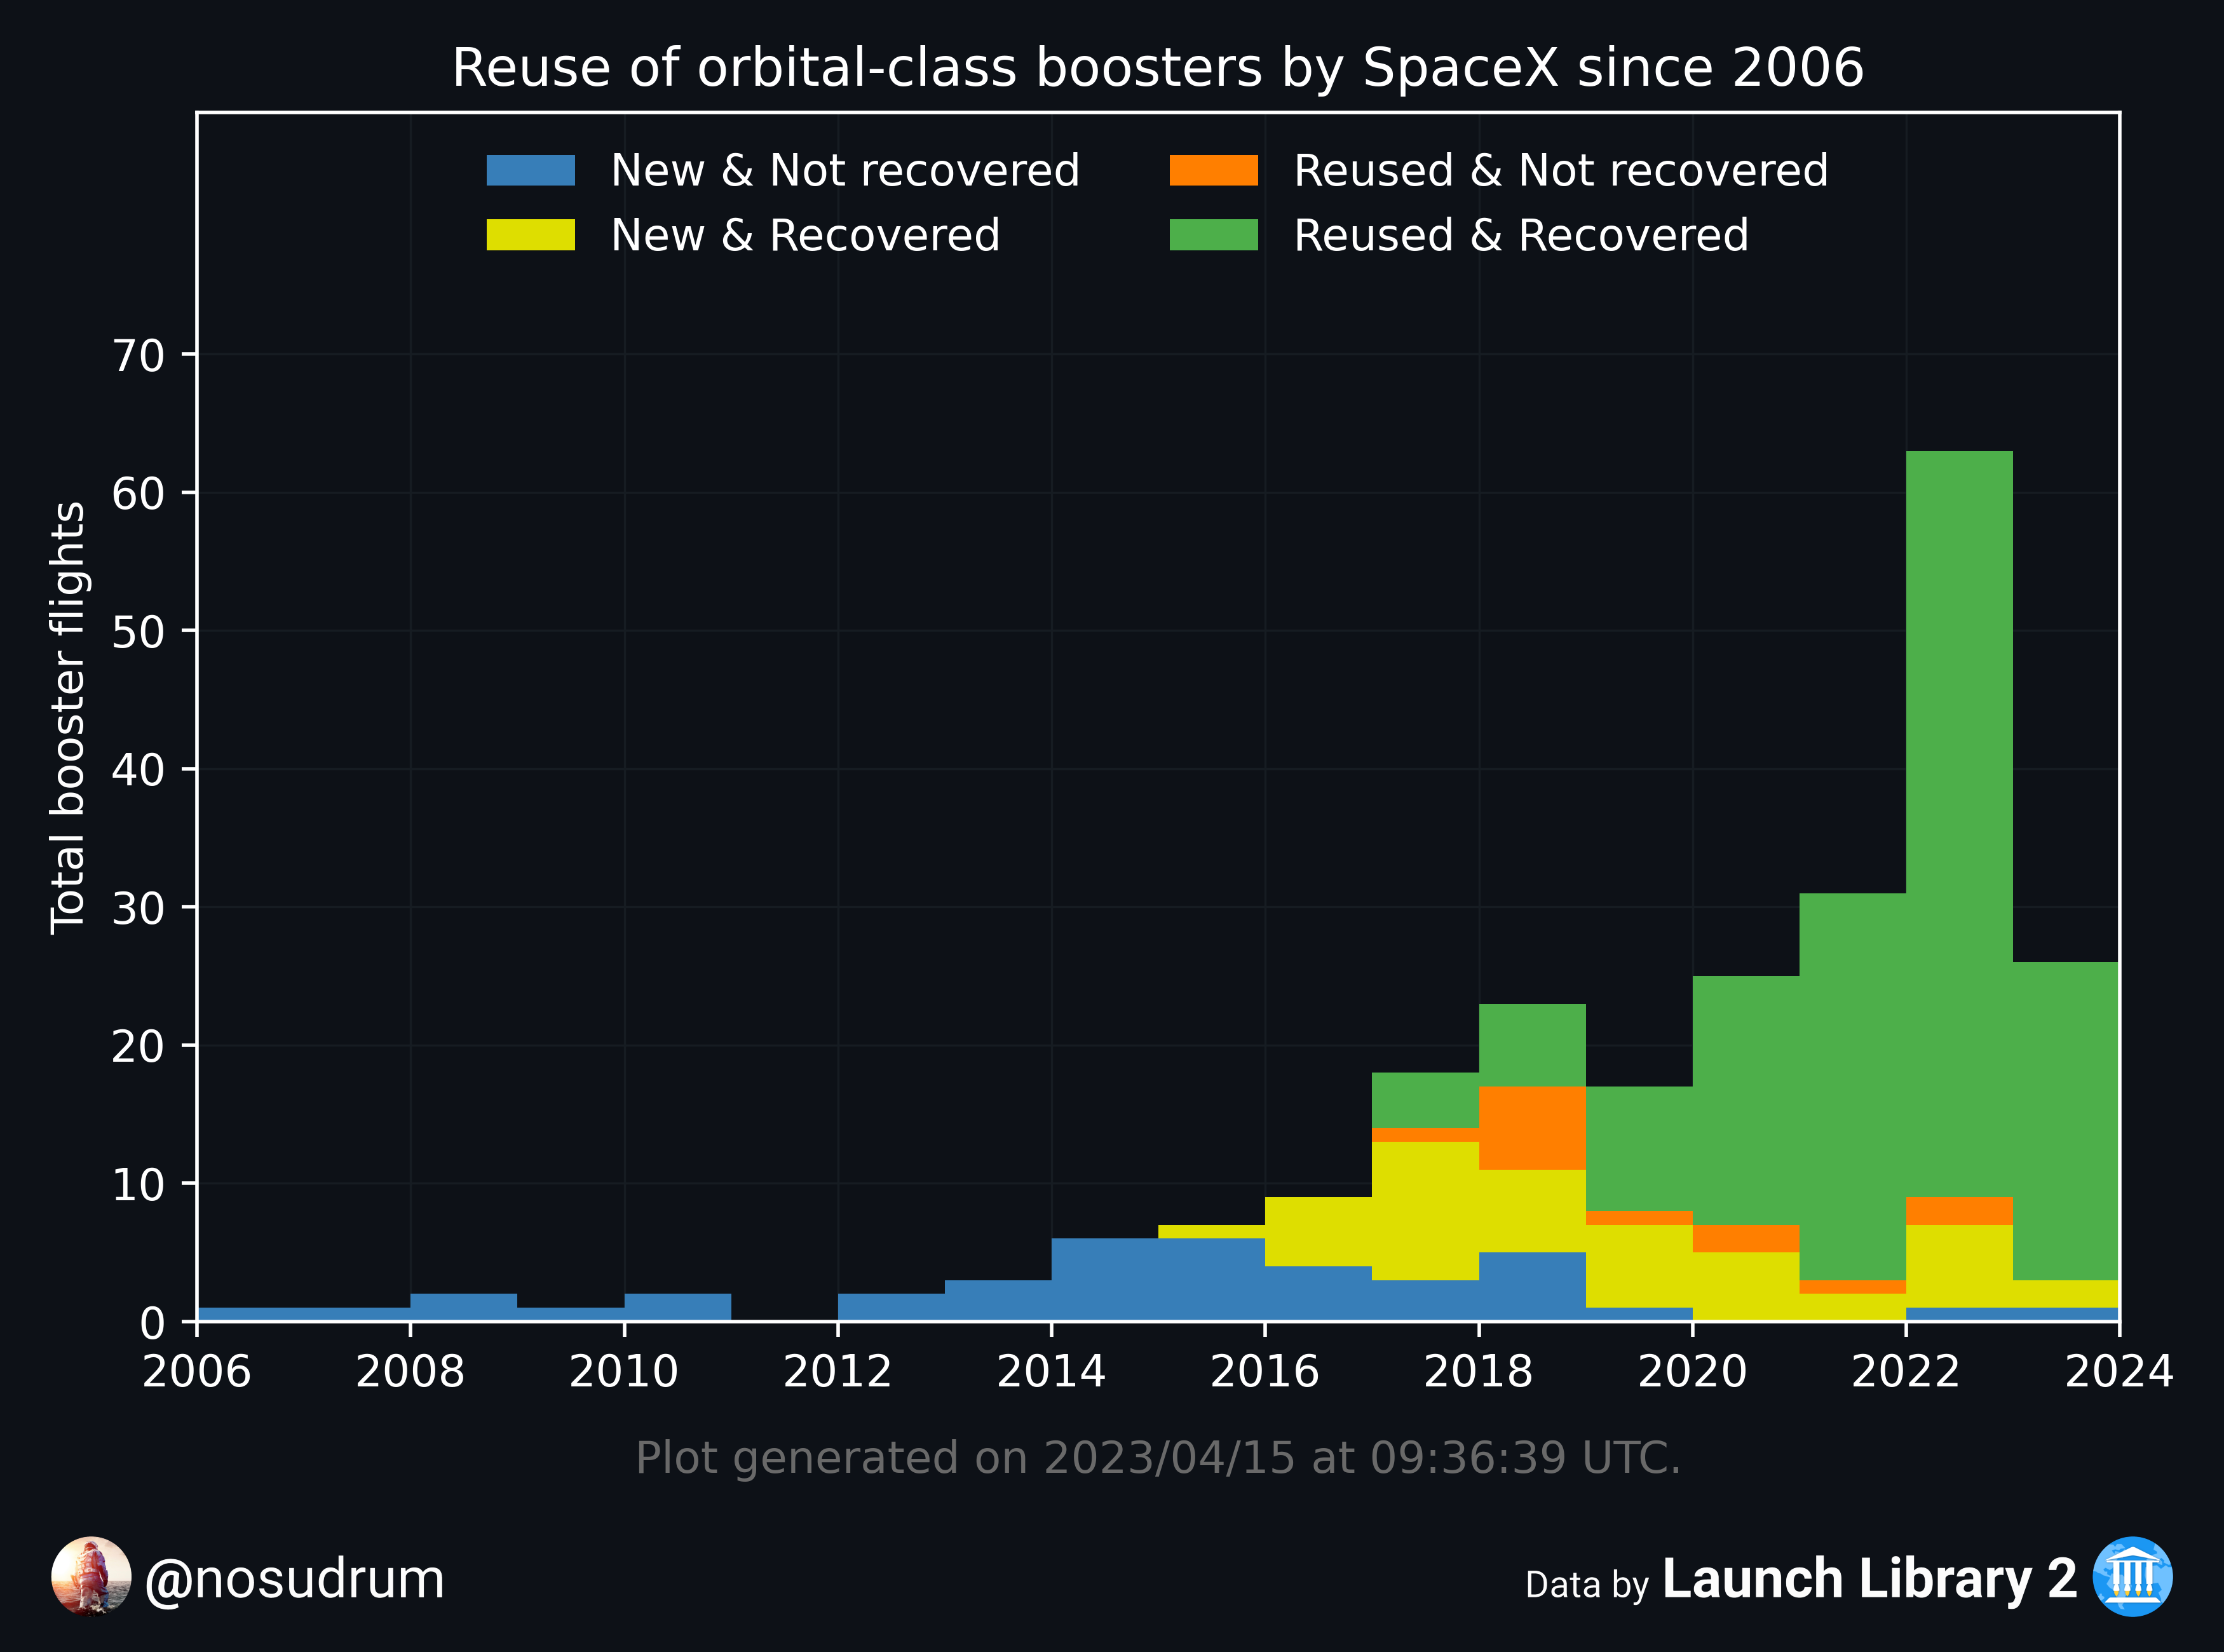 Reuse of orbital-class boosters by SpaceX since 2006
New & Not recovered
New & Recovered
Reused & Not recovered
Reused & Recovered
Total booster flights
70
60
50
40
30
20
10
0
2006 2008 2010 2012 2014 2016 2018 2020 2022 2024
Plot generated on 2023/04/15 at 09:36:39 UTC.
@nosudrum
Data by Launch Library 2